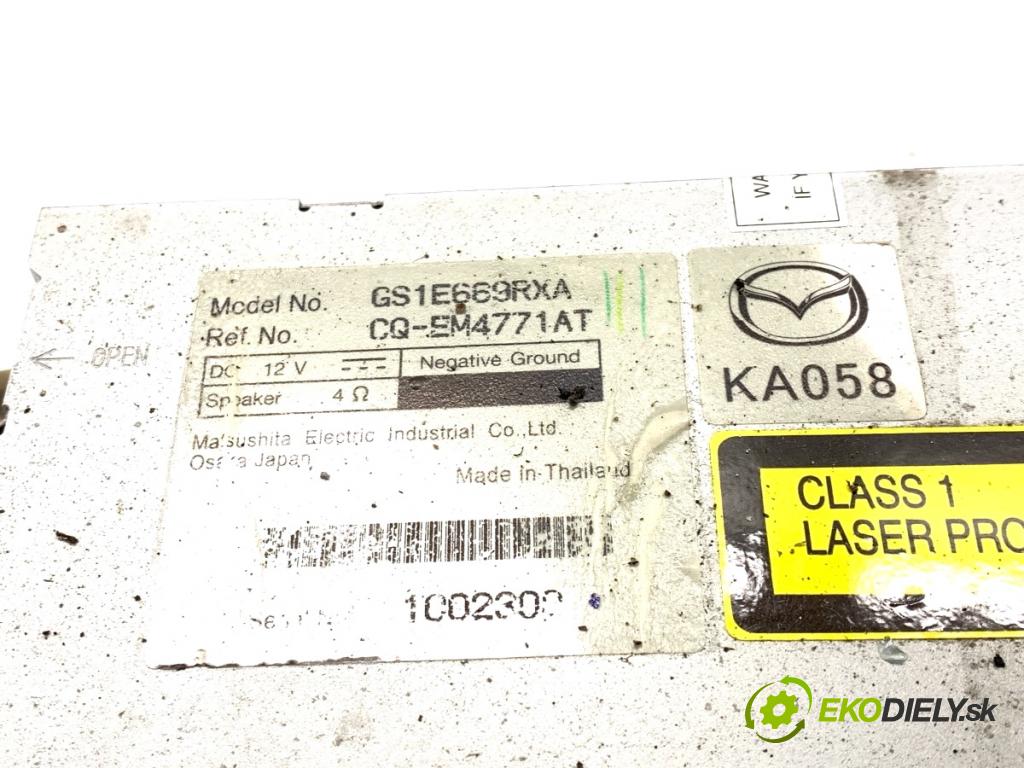 WA
IF Y
Model No. GS1E669RXA
Ref. No. CQ-EM4771AT
OPEN
DC 12 V Negative Ground
Speaker 4 Ω
KA058
Matsushita Electric Industrial Co., Ltd.
Osaka Japan
Made in Thailand
CLASS 1
LASER PRO
1002303
EKODIELY.sk